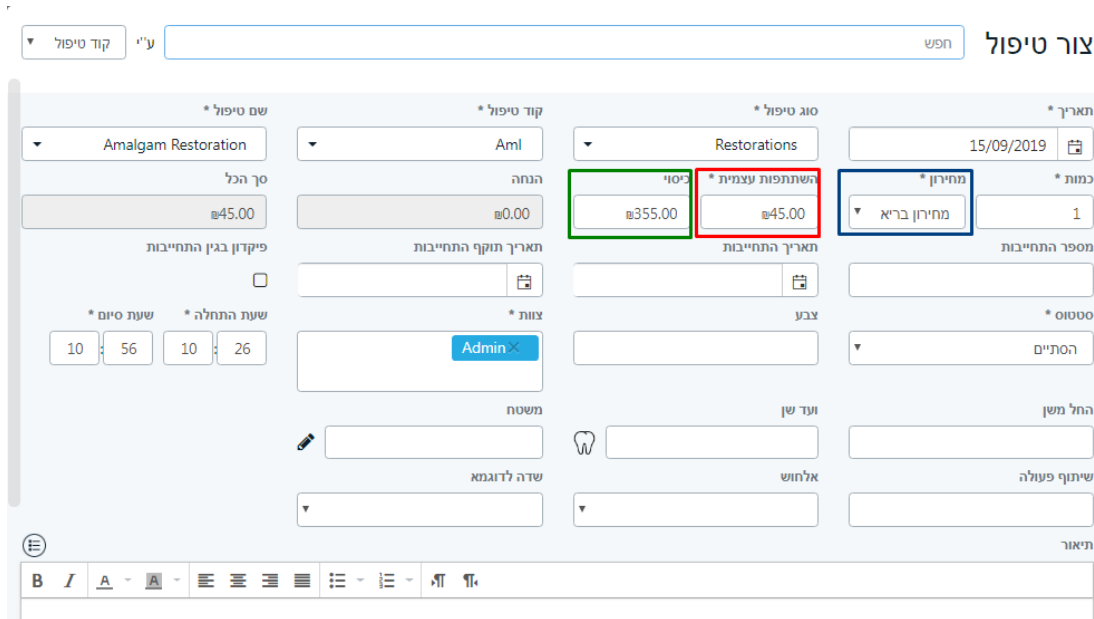 צור טיפול חפש ע''י קוד טיפול
תאריך * סוג טיפול * קוד טיפול * שם טיפול *
15/09/2019 Restorations Aml Amalgam Restoration
כמות * מחירון * השתתפות עצמית * כיסוי הנחה סך הכל
1 מחירון בריא ₪45.00 ₪355.00 ₪0.00 ₪45.00
מספר התחייבות תאריך התחייבות תאריך תוקף התחייבות פיקדון בגין התחייבות
סטטוס * צבע צוות * שעת התחלה * שעת סיום *
הסתיים Admin× 10 : 26 10 : 56
החל משן ועד שן משטח
שיתוף פעולה אלחוש שדה לדוגמא
תיאור
B I A A